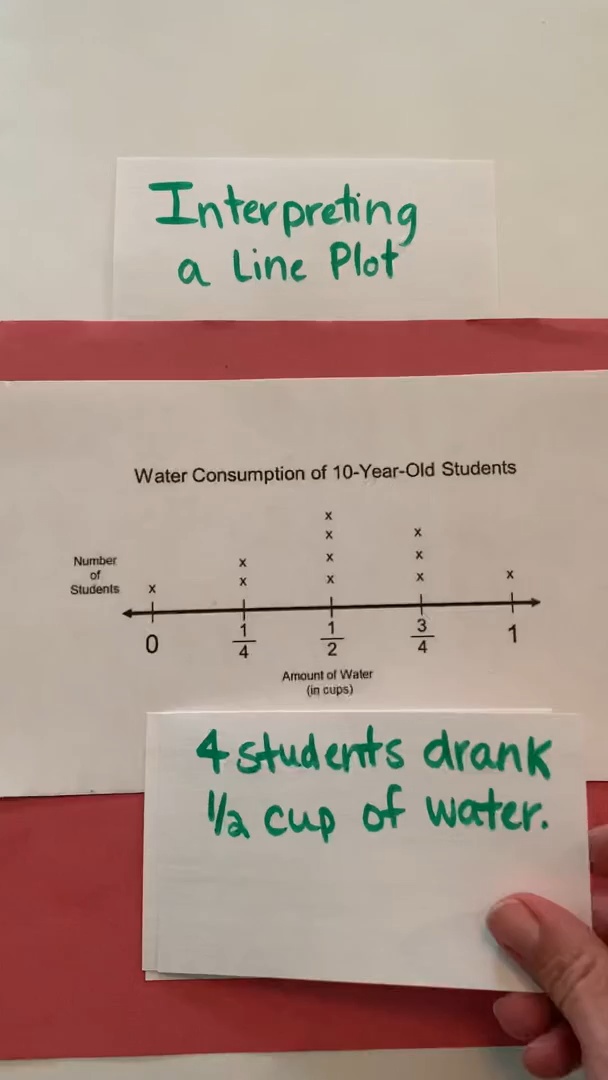 Interpreting
a Line Plot
Water Consumption of 10-Year-Old Students
x
x x
x x x
Number of Students x x x x x
0 1/4 1/2 3/4 1
Amount of Water
(in cups)
4 students drank
1/2 cup of water.